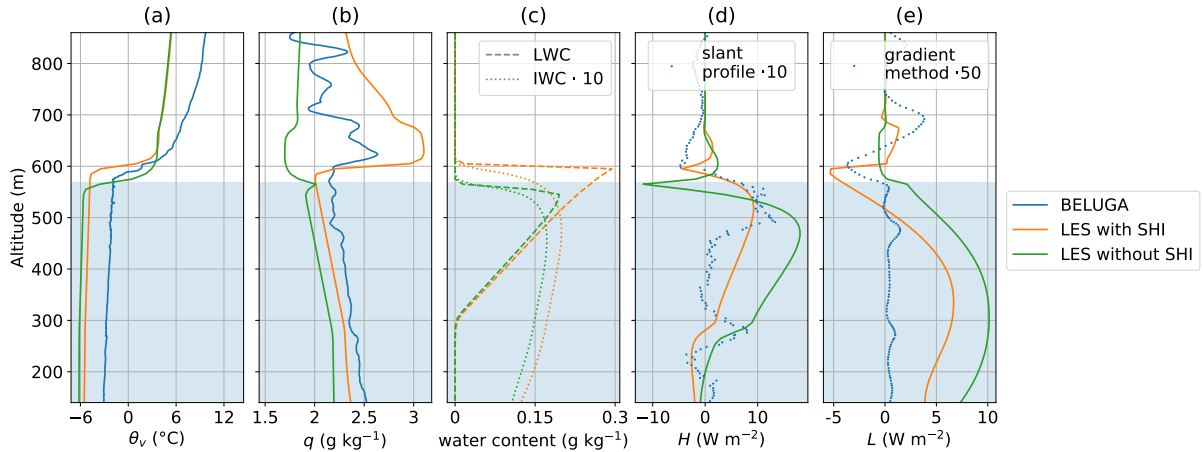 (a) (b) (c) (d) (e)
800
700
600
500
400
300
200
Altitude (m)
−6 0 6 12
θv (°C)
1.5 2 2.5 3
q (g kg⁻¹)
LWC
IWC · 10
0 0.15 0.3
water content (g kg⁻¹)
slant
profile ·10
−10 0 10
H (W m⁻²)
gradient
method ·50
-5 0 5 10
L (W m⁻²)
BELUGA
LES with SHI
LES without SHI